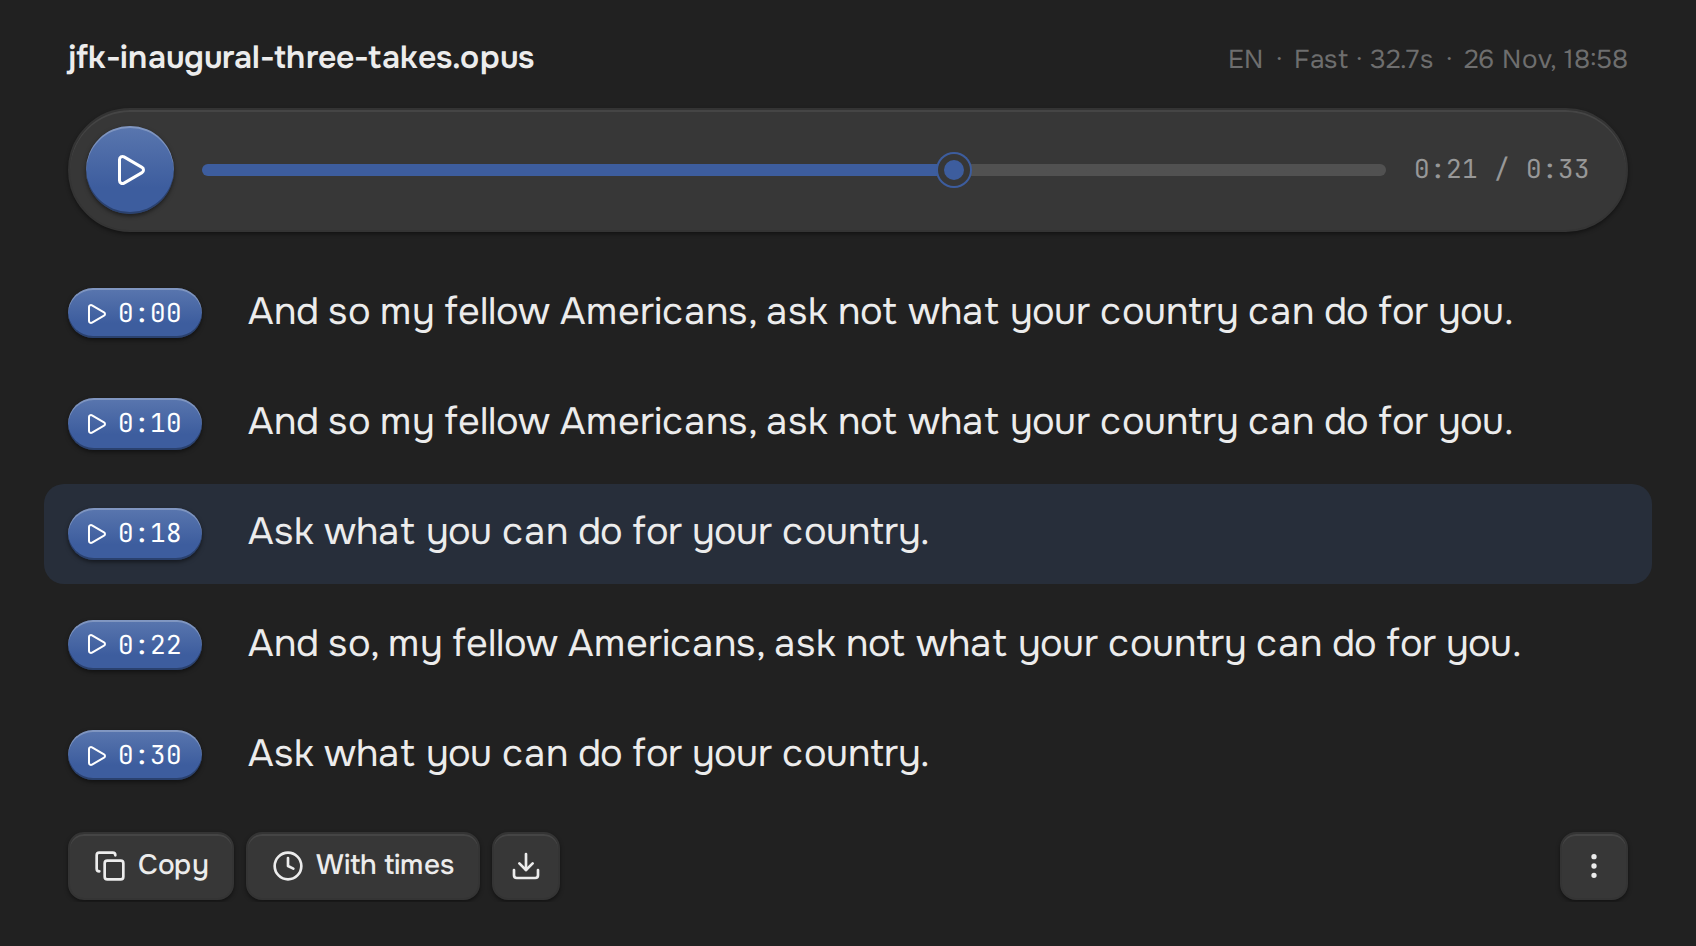 jfk-inaugural-three-takes.opus
EN · Fast · 32.7s · 26 Nov, 18:58
0:21 / 0:33
0:00 And so my fellow Americans, ask not what your country can do for you.
0:10 And so my fellow Americans, ask not what your country can do for you.
0:18 Ask what you can do for your country.
0:22 And so, my fellow Americans, ask not what your country can do for you.
0:30 Ask what you can do for your country.
Copy
With times